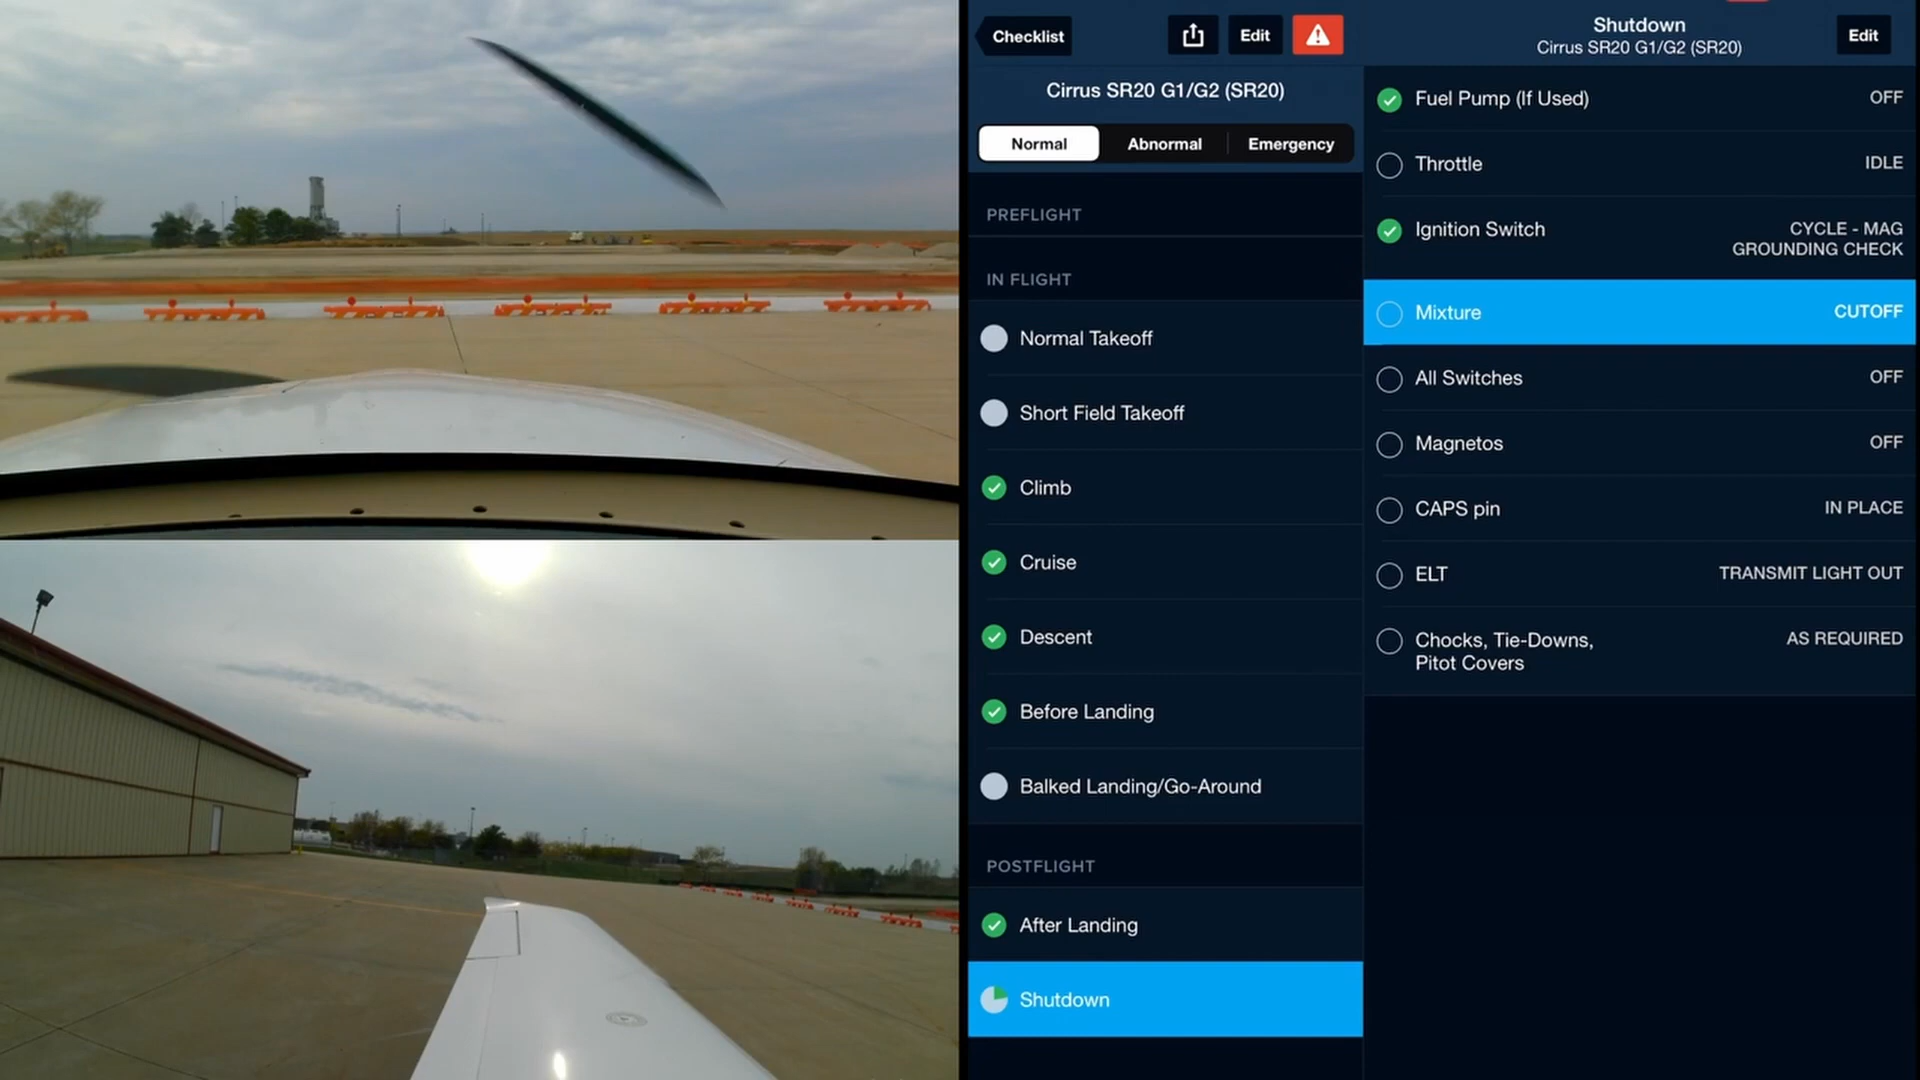 Checklist
Edit
Cirrus SR20 G1/G2 (SR20)
Normal
Abnormal
Emergency
PREFLIGHT
IN FLIGHT
Normal Takeoff
Short Field Takeoff
Climb
Cruise
Descent
Before Landing
Balked Landing/Go-Around
POSTFLIGHT
After Landing
Shutdown
Shutdown
Cirrus SR20 G1/G2 (SR20)
Edit
Fuel Pump (If Used)
OFF
Throttle
IDLE
Ignition Switch
CYCLE - MAG
GROUNDING CHECK
Mixture
CUTOFF
All Switches
OFF
Magnetos
OFF
CAPS pin
IN PLACE
ELT
TRANSMIT LIGHT OUT
Chocks, Tie-Downs,
Pitot Covers
AS REQUIRED